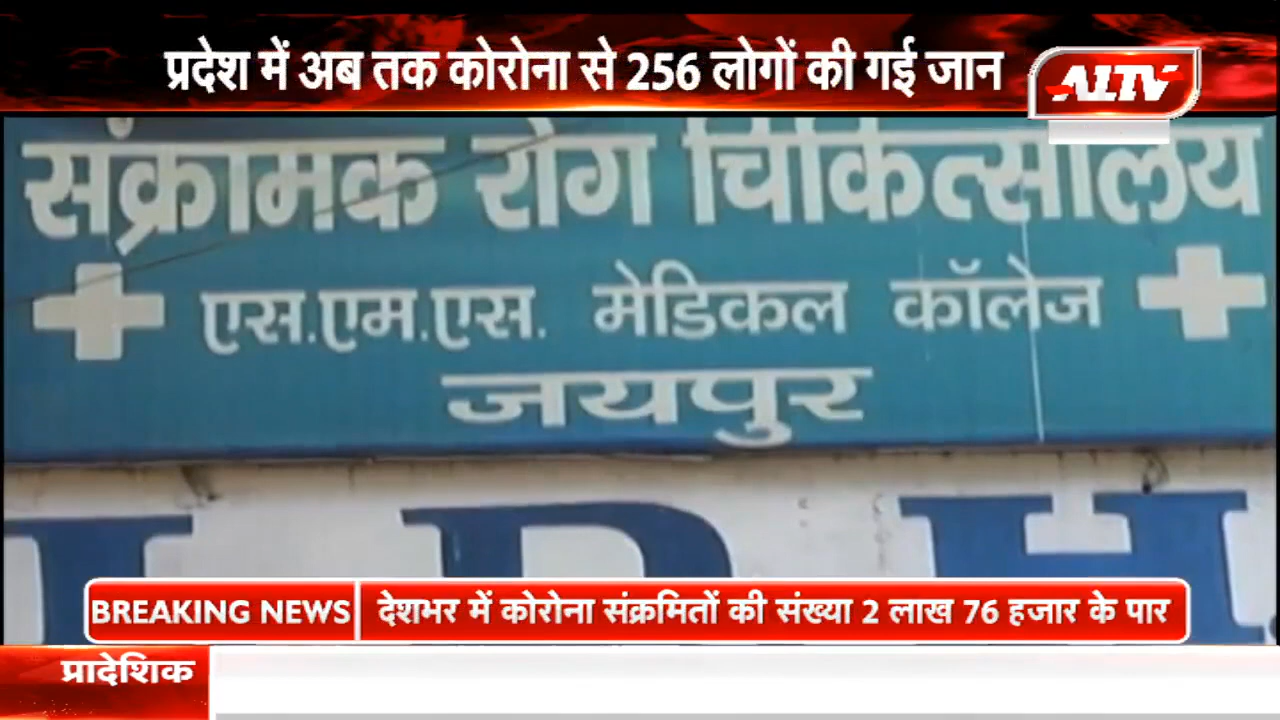 प्रदेश में अब तक कोरोना से 256 लोगों की गई जान
ALTV
संक्रामक रोग चिकित्सालय
एस.एम.एस. मेडिकल कॉलेज
जयपुर
I D H
BREAKING NEWS देशभर में कोरोना संक्रमितों की संख्या 2 लाख 76 हजार के पार
प्रादेशिक